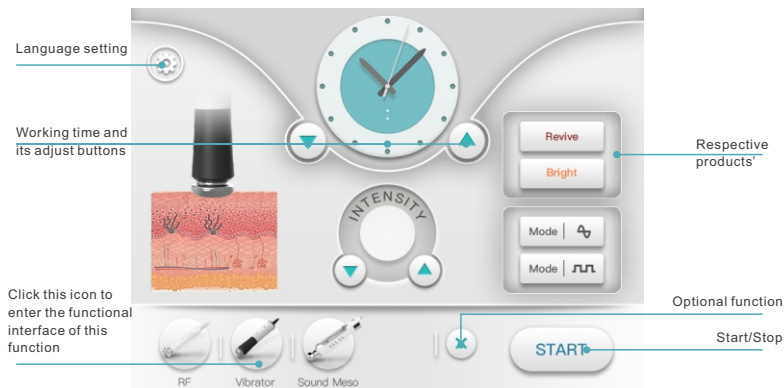 Language setting
Working time and
its adjust buttons
Revive
Bright
Respective
products'
INTENSITY
Mode
Mode
Click this icon to
enter the functional
interface of this
function
Optional function
START
Start/Stop
RF
Vibrator
Sound Meso